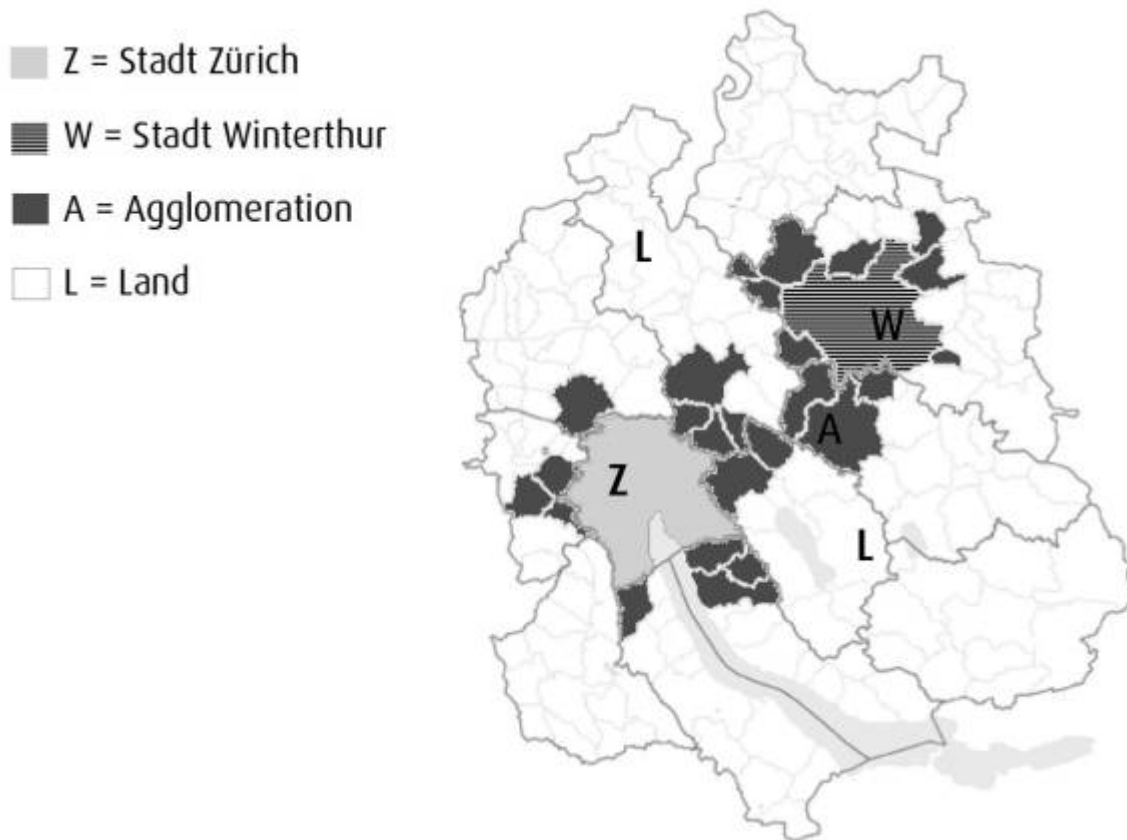 Z = Stadt Zürich
W = Stadt Winterthur
A = Agglomeration
L = Land
L
W
A
Z
L